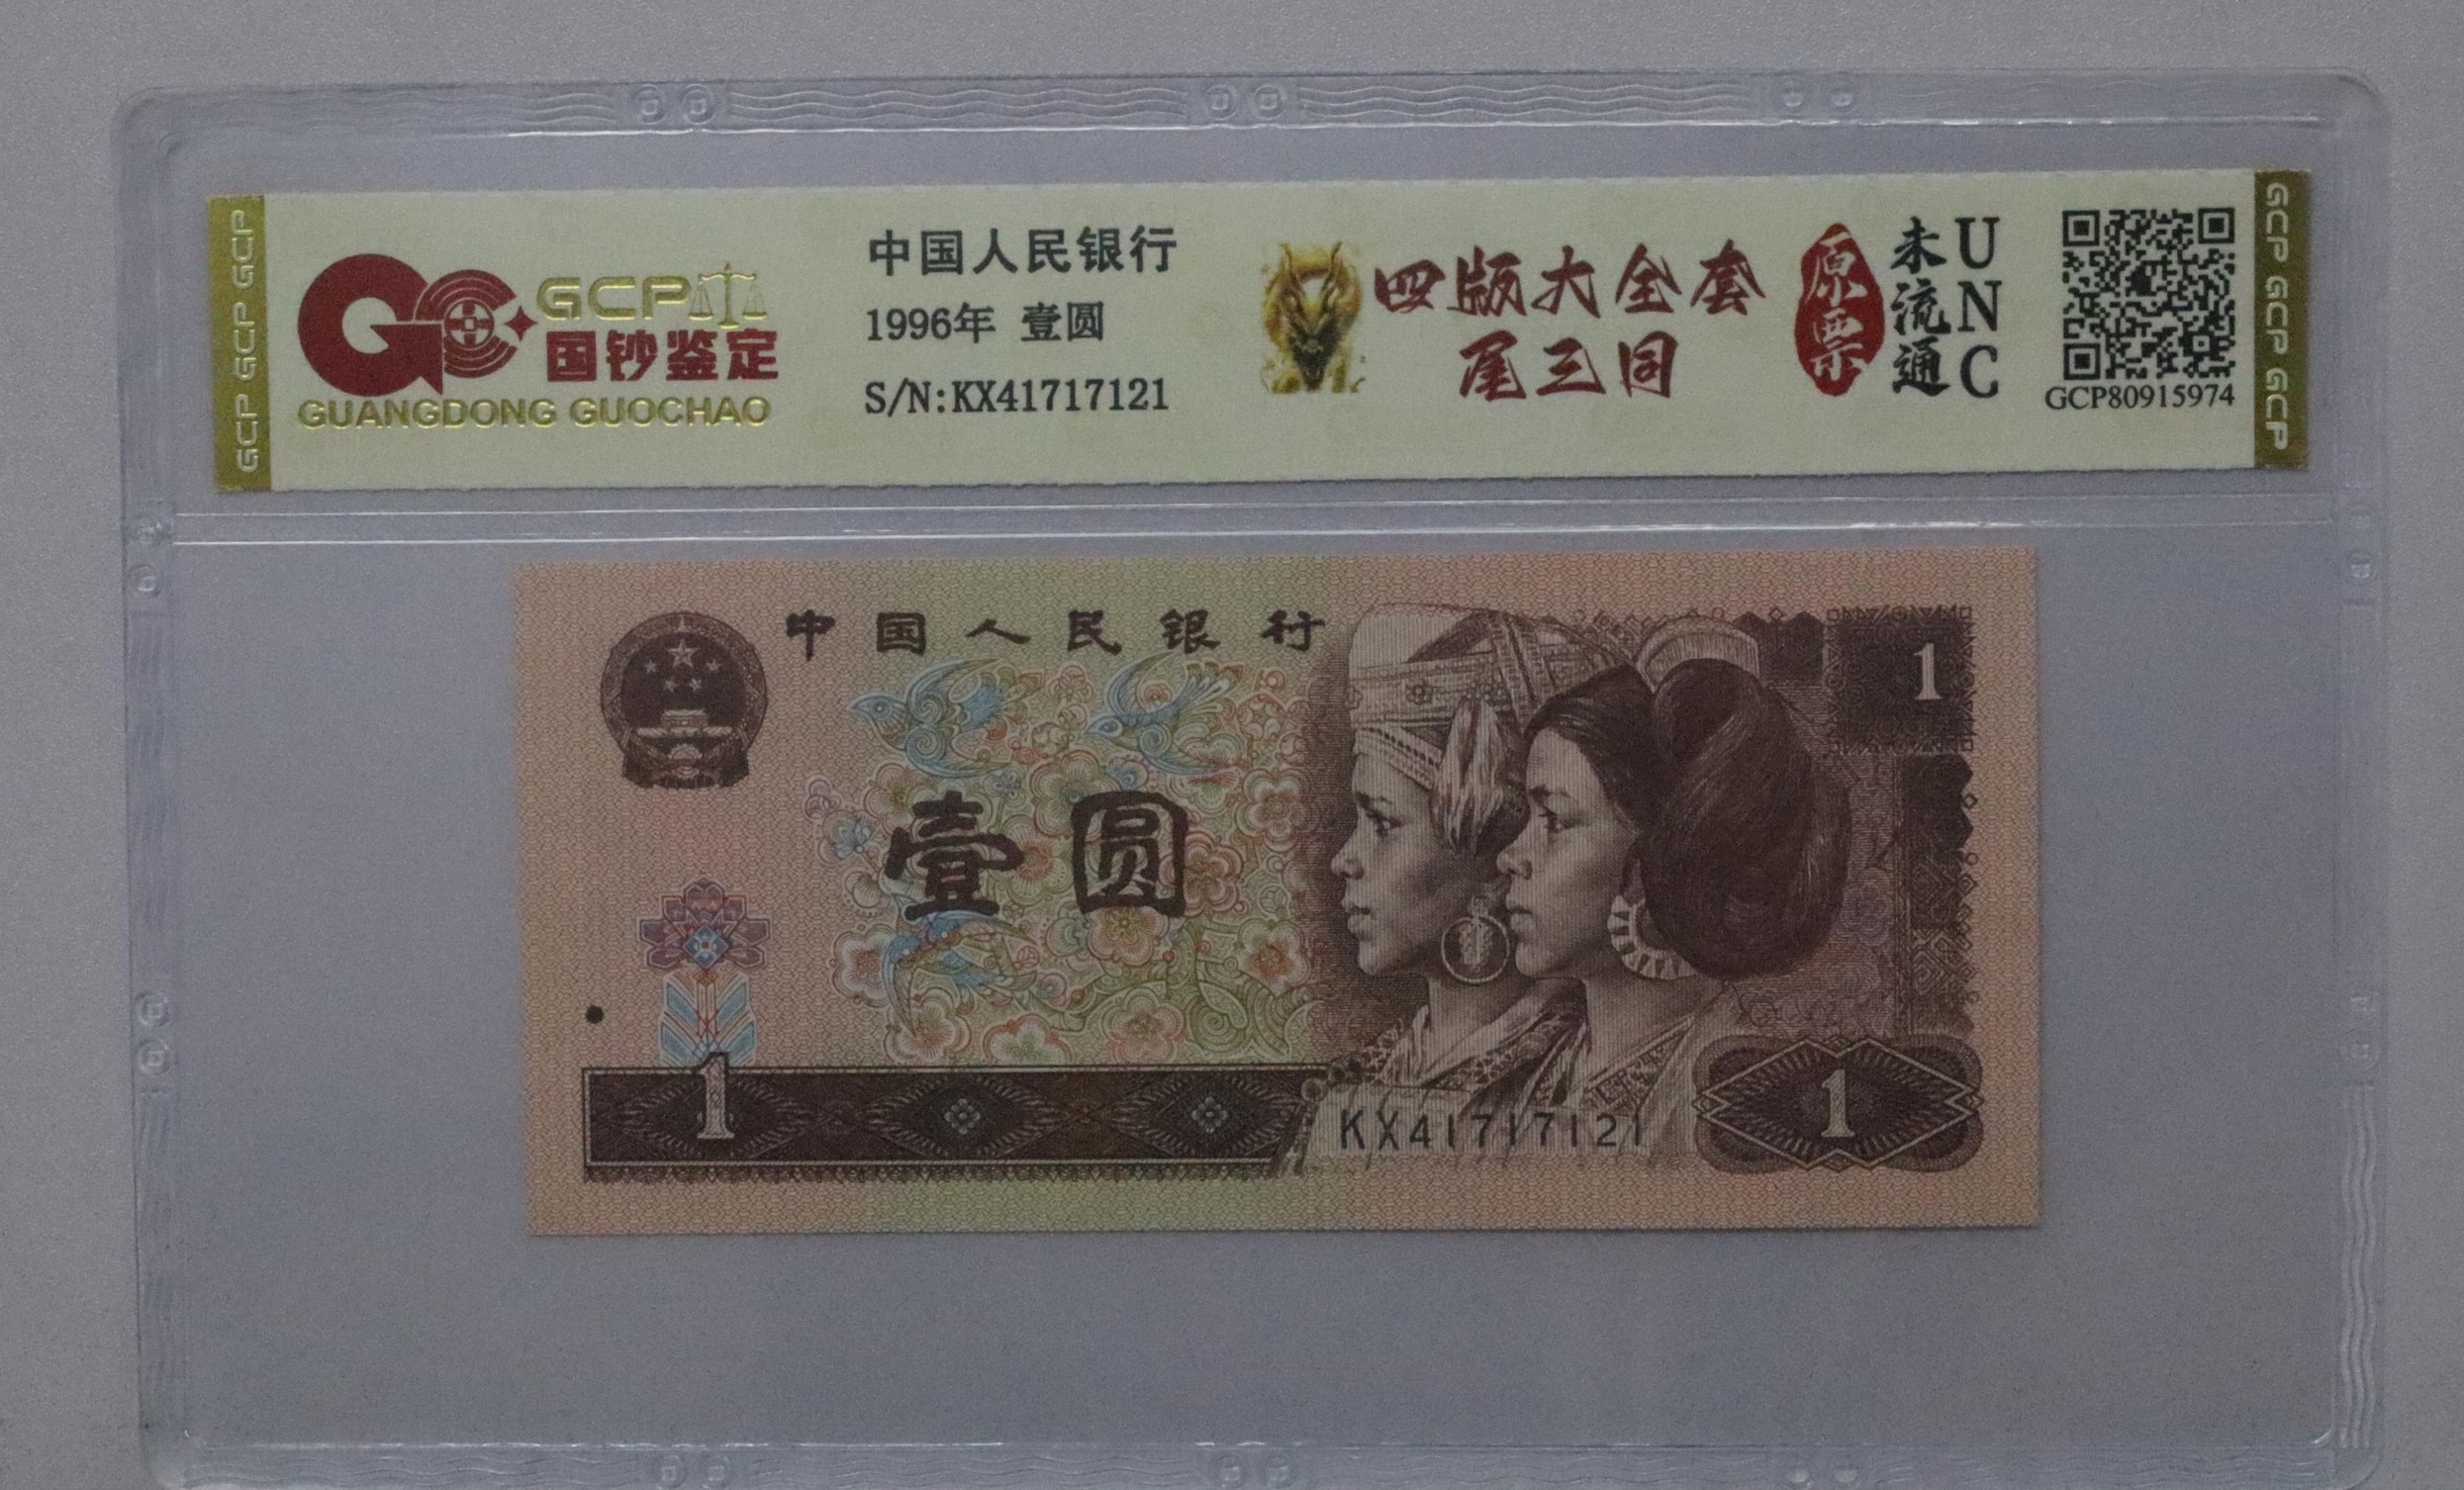 GCP GCP GCP
GCP
国钞鉴定
GUANGDONG GUOCHAO
中国人民银行
1996年 壹圆
S/N:KX41717121
四版大全套
尾三同
原票
未流通
UNC
GCP80915974
GCP GCP GCP
中国人民银行
1
壹圆
1
KX41717121
1